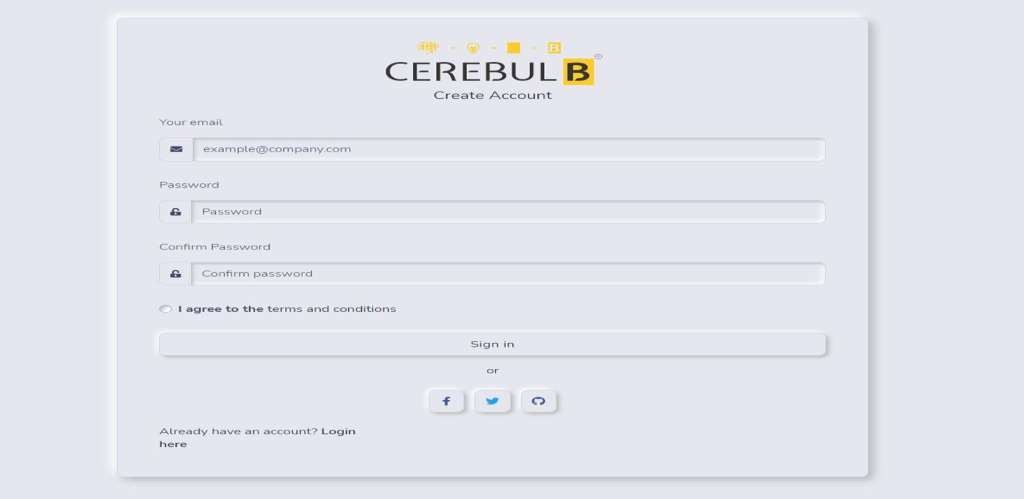 CEREBUL B ®
Create Account
Your email
example@company.com
Password
Password
Confirm Password
Confirm password
I agree to the terms and conditions
Sign in
or
Already have an account? Login
here